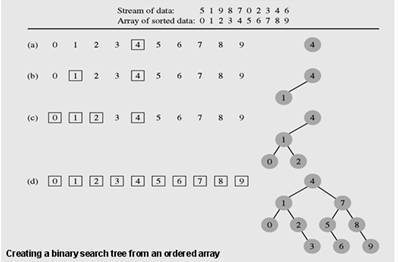 Stream of data: 5 1 9 8 7 0 2 3 4 6
Array of sorted data: 0 1 2 3 4 5 6 7 8 9
(a) 0 1 2 3 4 5 6 7 8 9
4
(b) 0 1 2 3 4 5 6 7 8 9
4
1
(c) 0 1 2 3 4 5 6 7 8 9
4
1
0 2
(d) 0 1 2 3 4 5 6 7 8 9
4
1 7
0 2 5 8
3 6 9
Creating a binary search tree from an ordered array